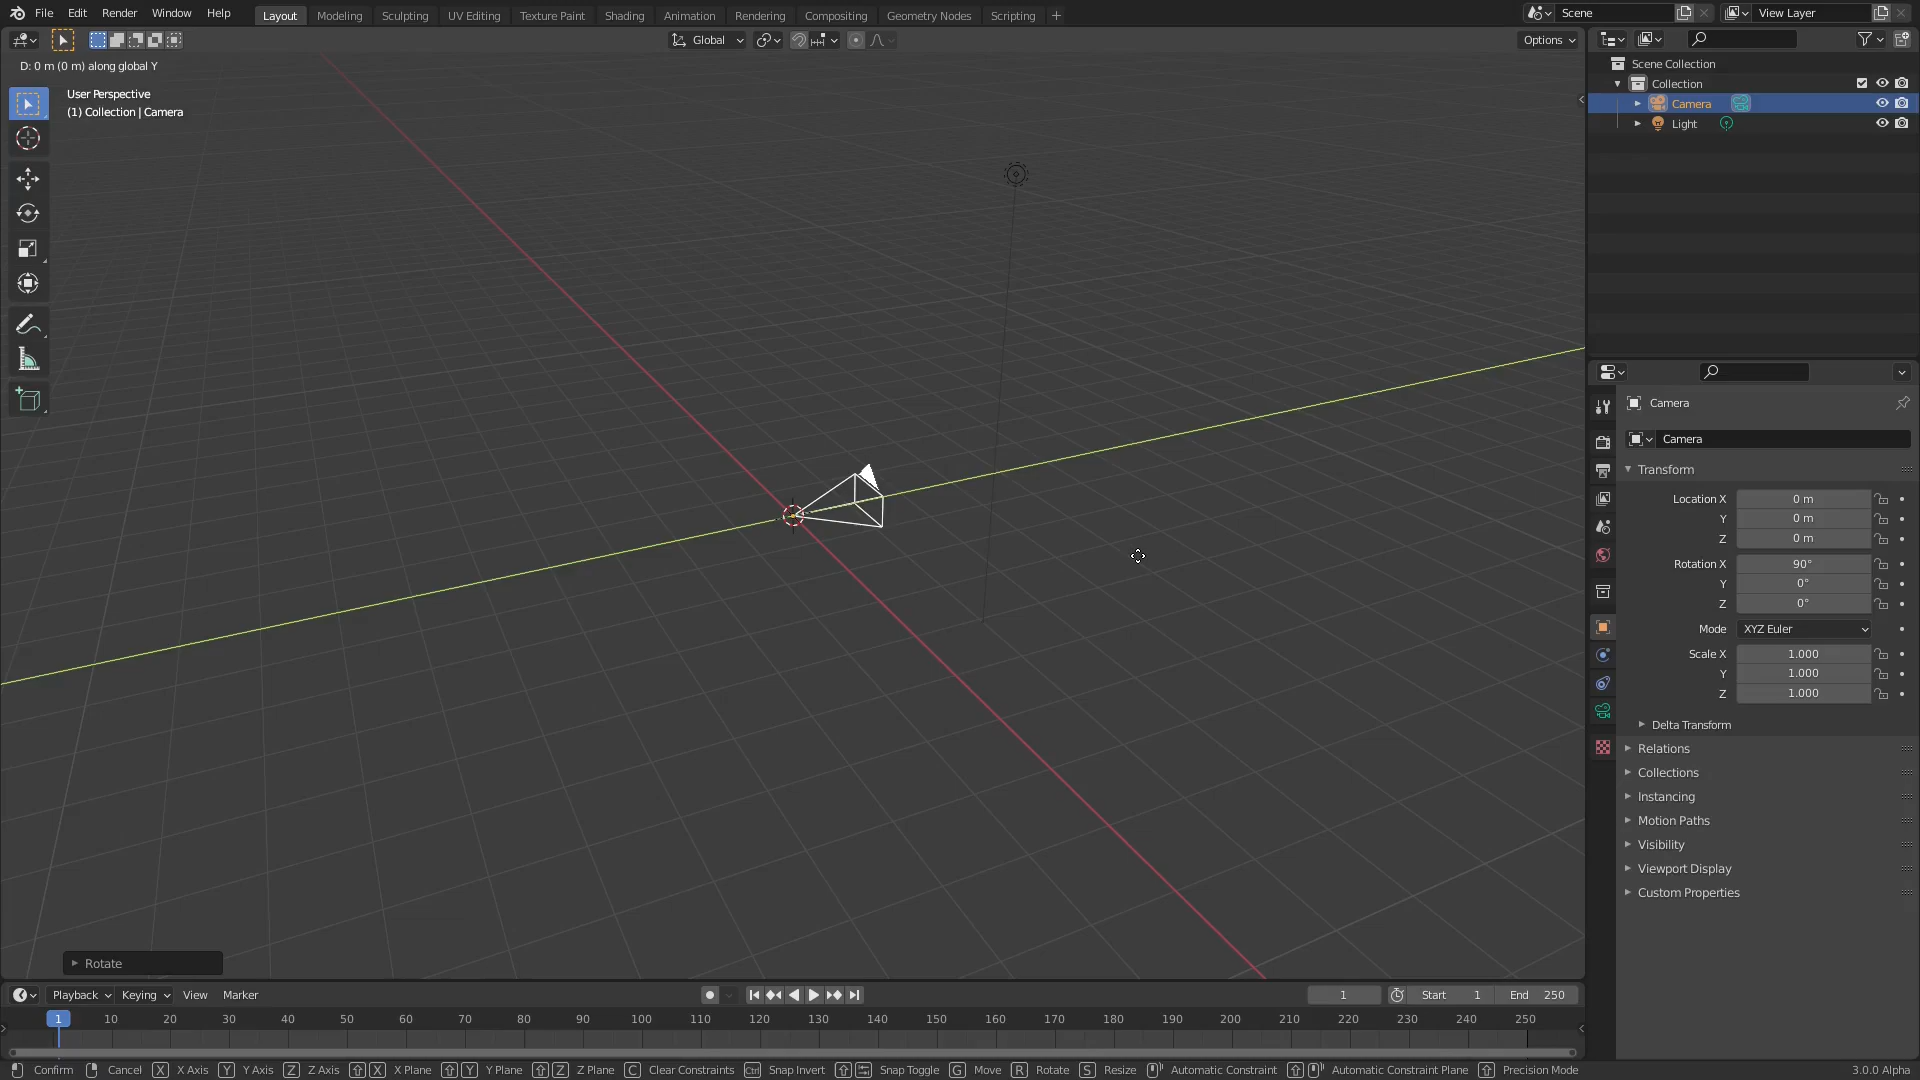 File Edit Render Window Help Layout Modeling Sculpting UV Editing Texture Paint Shading Animation Rendering Compositing Geometry Nodes Scripting + Scene View Layer
Global Options
D: 0 m (0 m) along global Y
User Perspective
(1) Collection | Camera
Scene Collection
Collection
Camera
Light
Camera
Camera
Transform
Location X 0 m
Y 0 m
Z 0 m
Rotation X 90°
Y 0°
Z 0°
Mode XYZ Euler
Scale X 1.000
Y 1.000
Z 1.000
Delta Transform
Relations
Collections
Instancing
Motion Paths
Visibility
Viewport Display
Custom Properties
Rotate
Playback Keying View Marker 1 Start 1 End 250
1 10 20 30 40 50 60 70 80 90 100 110 120 130 140 150 160 170 180 190 200 210 220 230 240 250
Confirm Cancel X X Axis Y Y Axis Z Z Axis X X Plane Y Y Plane Z Z Plane C Clear Constraints Ctrl Snap Invert Snap Toggle G Move R Rotate S Resize Automatic Constraint Automatic Constraint Plane Precision Mode 3.0.0 Alpha